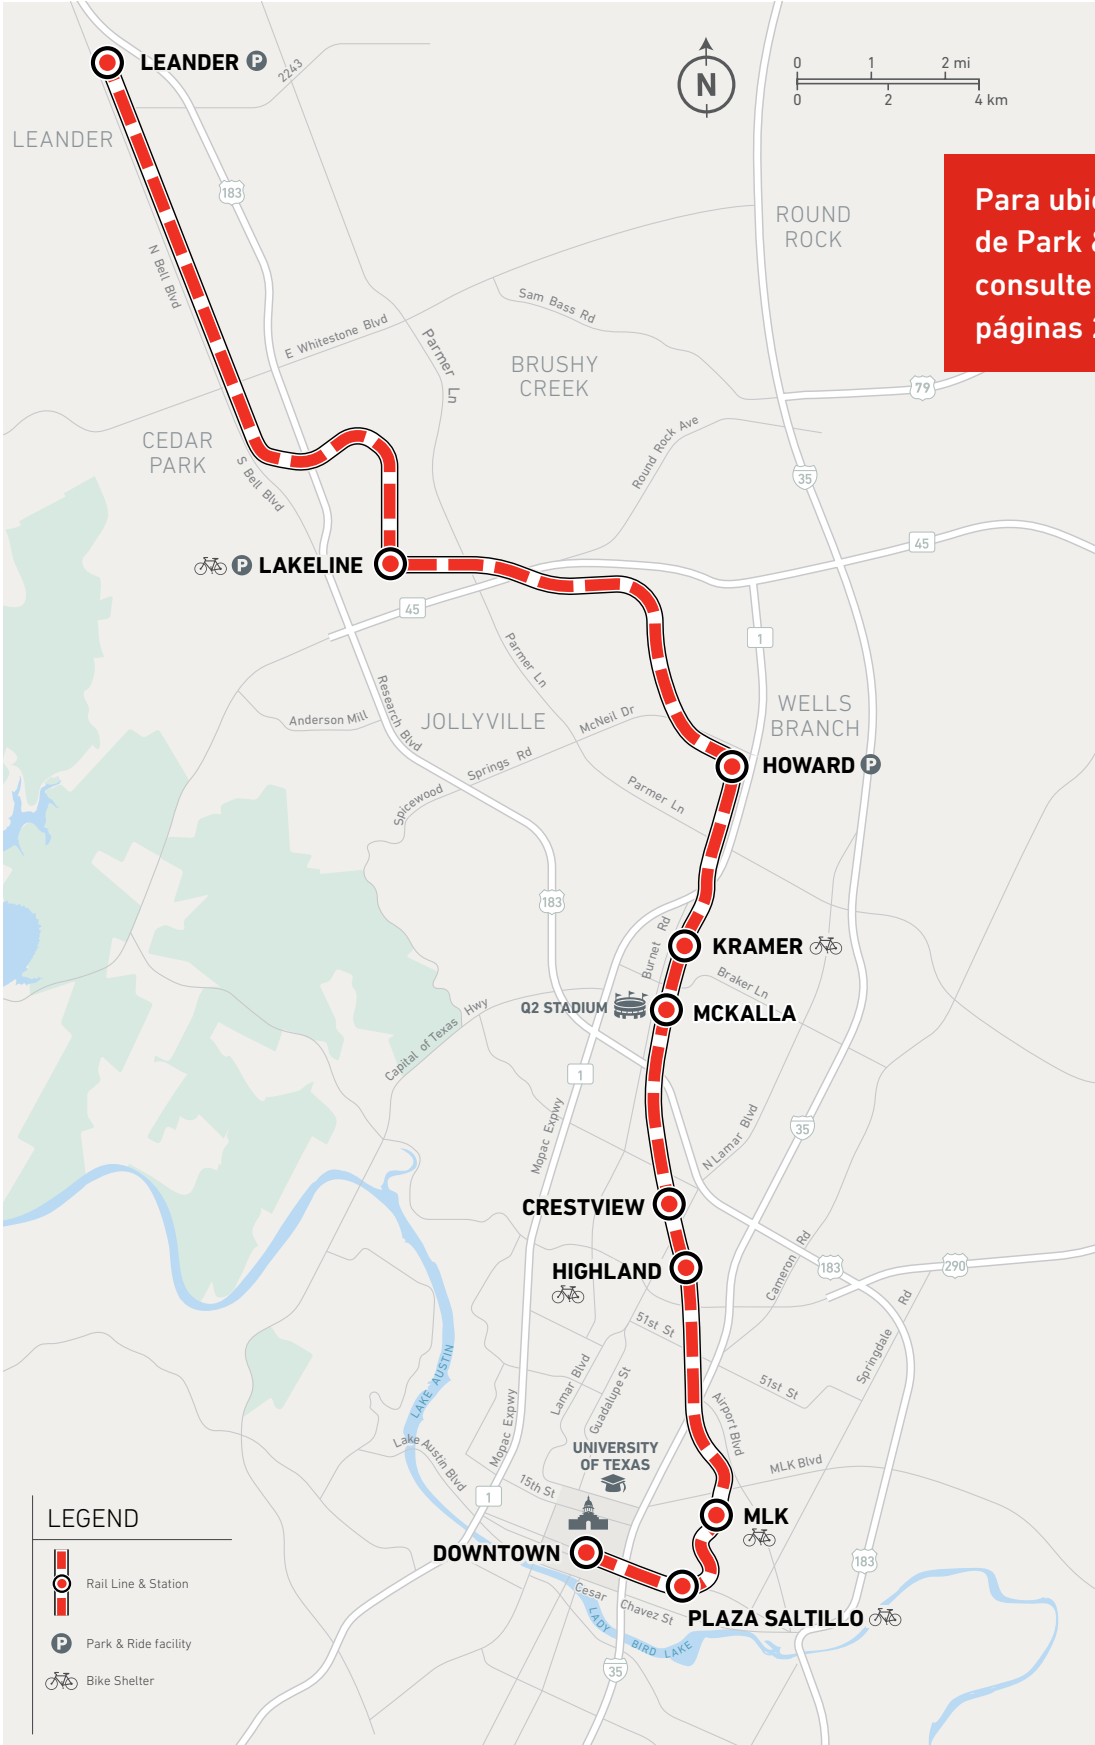 LEANDER P
2243
N
0 1 2 mi
0 2 4 km
LEANDER
183
ROUND
ROCK
Para
de Park
consulte
páginas
N Bell Blvd
Sam Bass Rd
E Whitestone Blvd
Parmer Ln
BRUSHY
CREEK
79
CEDAR
PARK
Round Rock Ave
S Bell Blvd
35
45
P LAKELINE
45
1
Parmer Ln
Research Blvd
Anderson Mill
JOLLYVILLE
McNeil Dr
WELLS
BRANCH
Spicewood Springs Rd
HOWARD P
Parmer Ln
183
Burnet Rd
KRAMER
Braker Ln
Q2 STADIUM
MCKALLA
Capital of Texas Hwy
1
Mopac Expwy
N Lamar Blvd
35
CRESTVIEW
HIGHLAND
Cameron Rd
183
290
51st St
Springdale Rd
LAKE AUSTIN
Lamar Blvd
Guadalupe St
51st St
Airport Blvd
Mopac Expwy
Lake Austin Blvd
UNIVERSITY
OF TEXAS
MLK Blvd
15th St
1
MLK
DOWNTOWN
183
Cesar Chavez St
PLAZA SALTILLO
LADY BIRD LAKE
35
LEGEND
Rail Line & Station
P Park & Ride facility
Bike Shelter